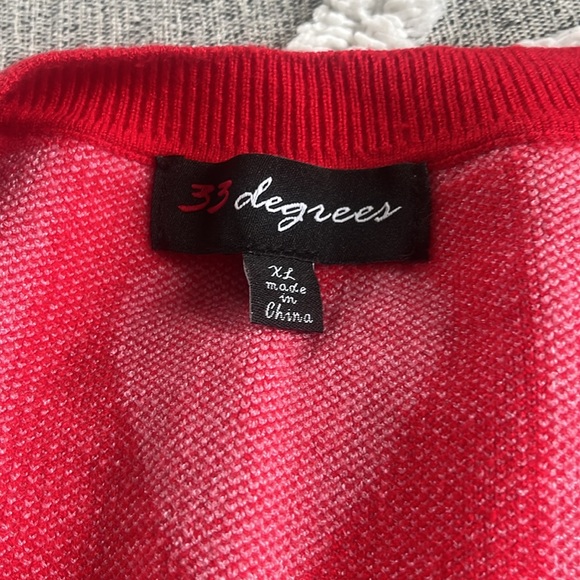 33 degrees
XL
made
in
China